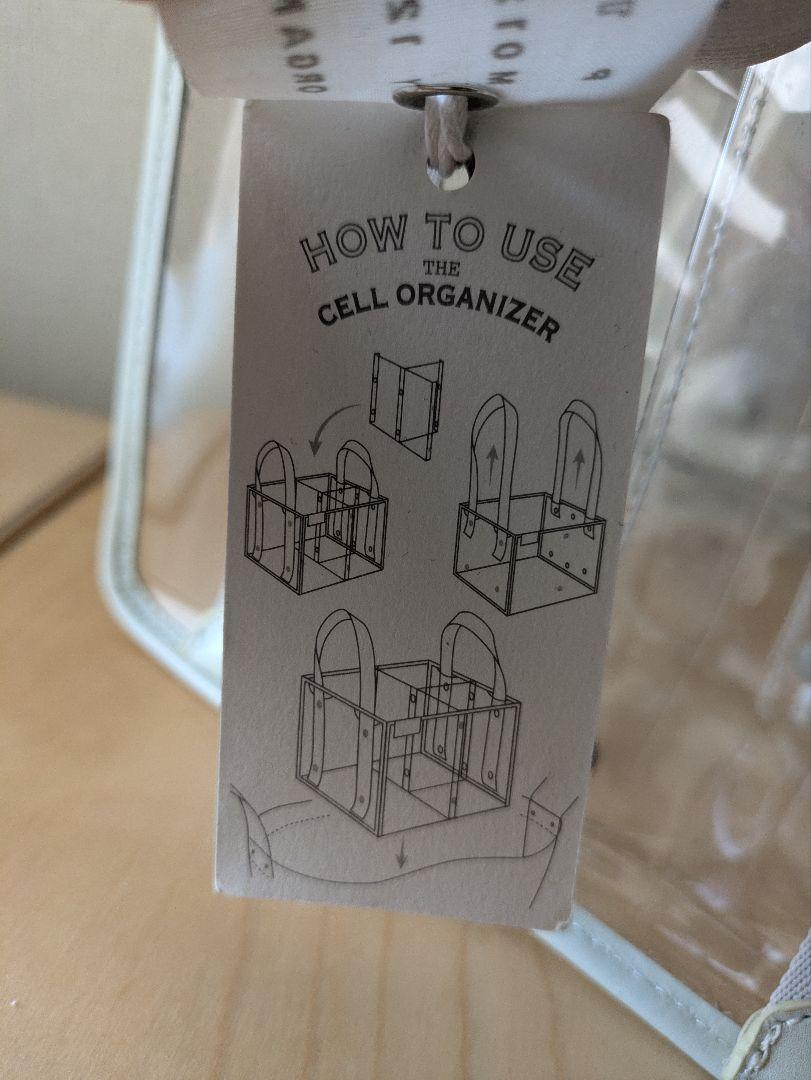 HOW TO USE
THE
CELL ORGANIZER